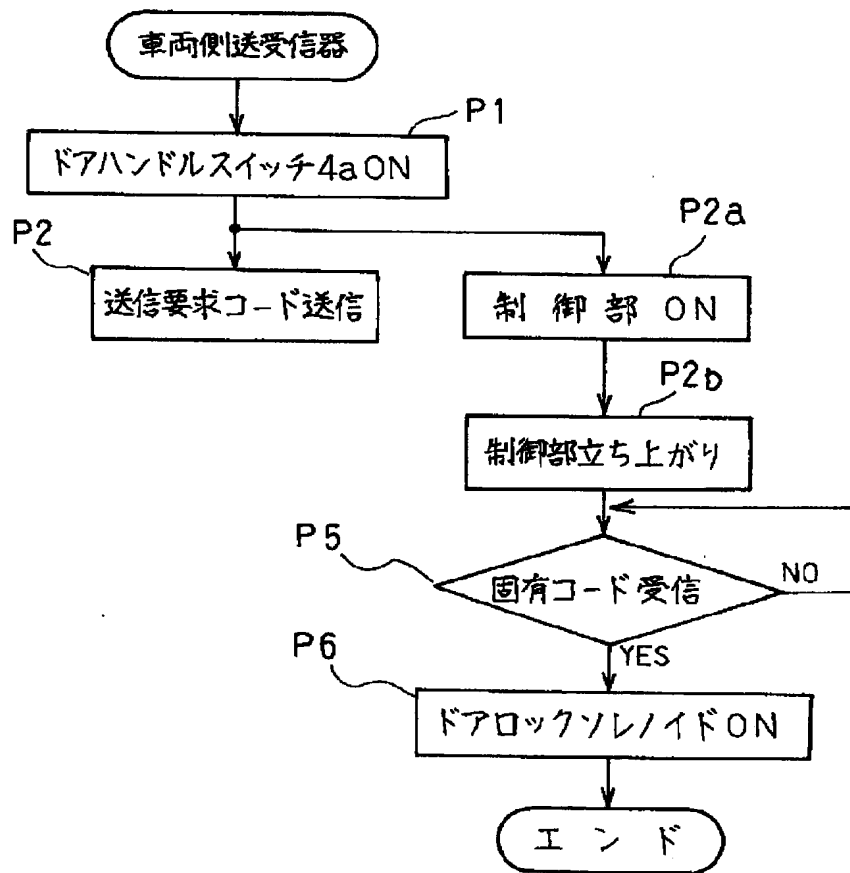 車両側送受信器
P1
ドアハンドルスイッチ4aON
P2
送信要求コード送信
P2a
制御部 ON
P2b
制御部立ち上がり
P5
固有コード受信
NO
YES
P6
ドアロックソレノイドON
エンド